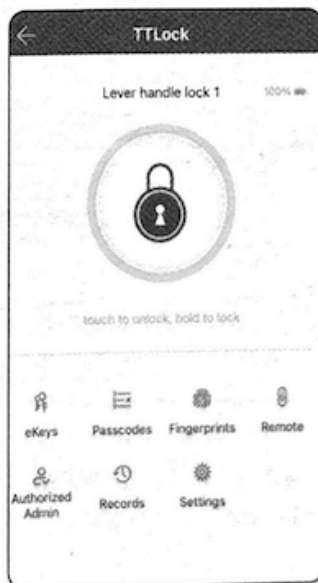 TTLock
Lever handle lock 1 100%
touch to unlock, hold to lock
eKeys Passcodes Fingerprints Remote
Authorized Admin Records Settings